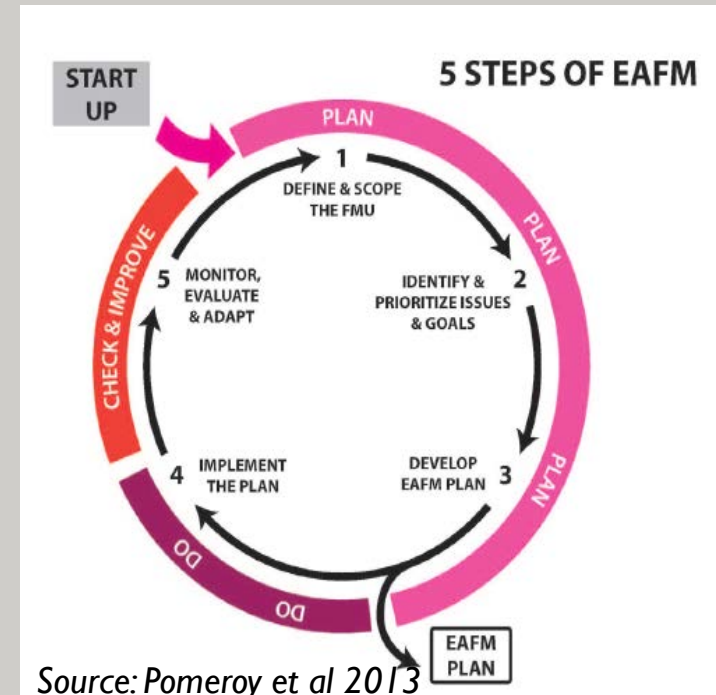 START
UP
5 STEPS OF EAFM
PLAN
1
DEFINE & SCOPE
THE FMU
PLAN
2
IDENTIFY &
PRIORITIZE ISSUES
& GOALS
PLAN
3
DEVELOP
EAFM PLAN
EAFM
PLAN
DO
DO
4
IMPLEMENT
THE PLAN
CHECK & IMPROVE
5
MONITOR,
EVALUATE
& ADAPT
Source: Pomeroy et al 2013